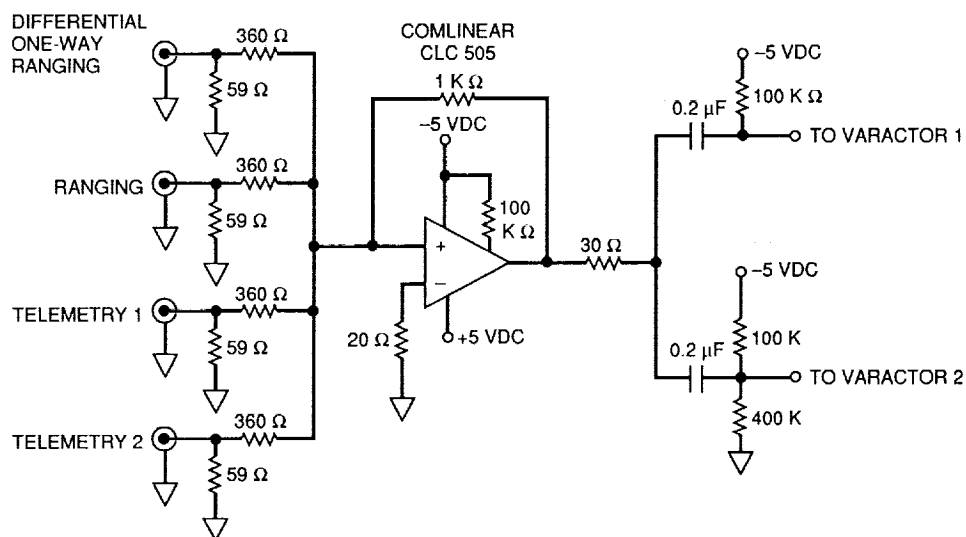 DIFFERENTIAL
ONE-WAY
RANGING
360 Ω
59 Ω
COMLINEAR
CLC 505
1 K Ω
–5 VDC
–5 VDC
100 K Ω
0.2 µF
TO VARACTOR 1
RANGING
360 Ω
59 Ω
100
K Ω
+
–
30 Ω
20 Ω
+5 VDC
TELEMETRY 1
360 Ω
59 Ω
–5 VDC
100 K
0.2 µF
TO VARACTOR 2
400 K
TELEMETRY 2
360 Ω
59 Ω